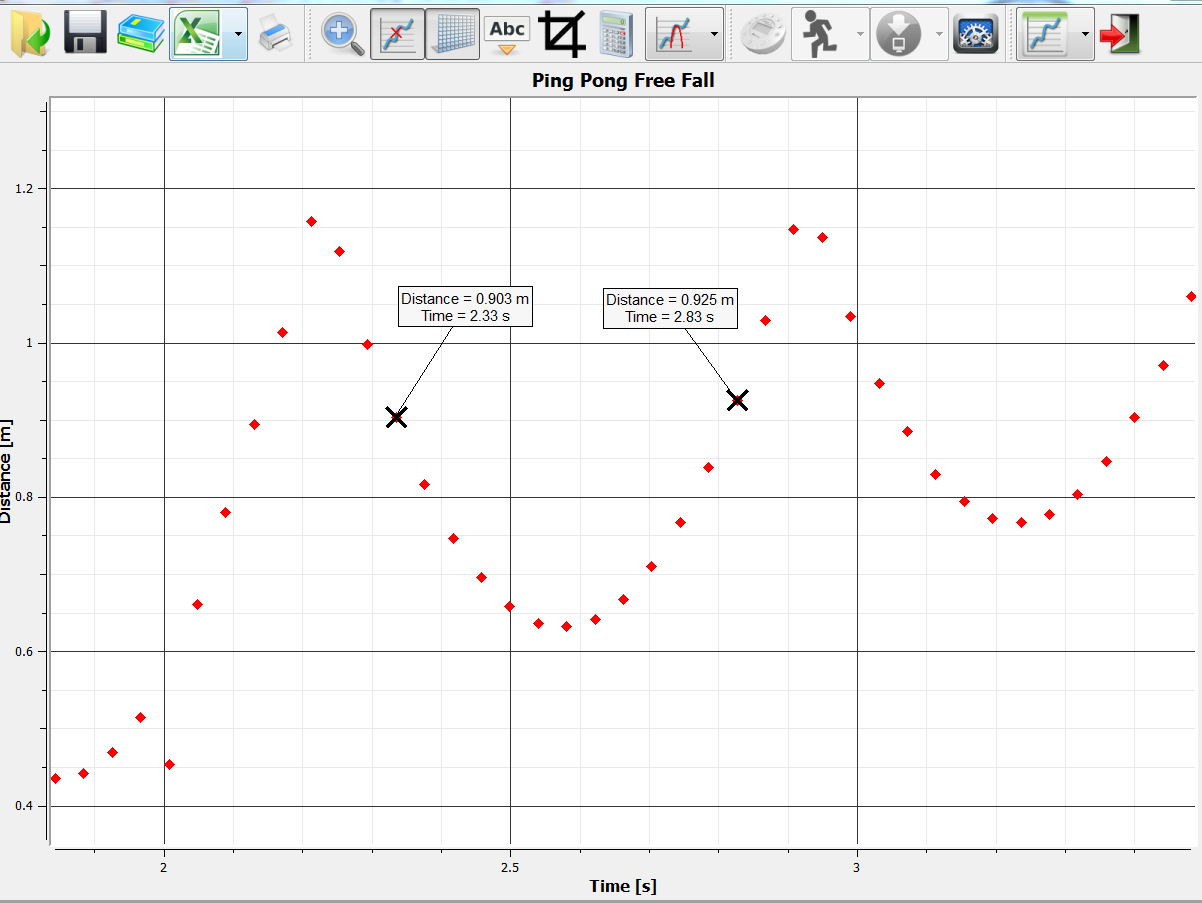 Abc
Ping Pong Free Fall
1.2
Distance = 0.903 m
Time = 2.33 s
Distance = 0.925 m
Time = 2.83 s
1
Distance [m]
0.8
0.6
0.4
2
2.5
3
Time [s]